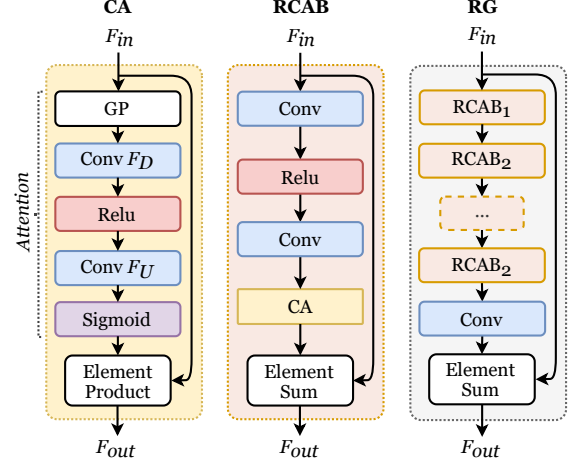 CA
F_in
GP
Conv F_D
Relu
Conv F_U
Sigmoid
Element
Product
F_out
Attention
RCAB
F_in
Conv
Relu
Conv
CA
Element
Sum
F_out
RG
F_in
RCAB_1
RCAB_2
...
RCAB_2
Conv
Element
Sum
F_out